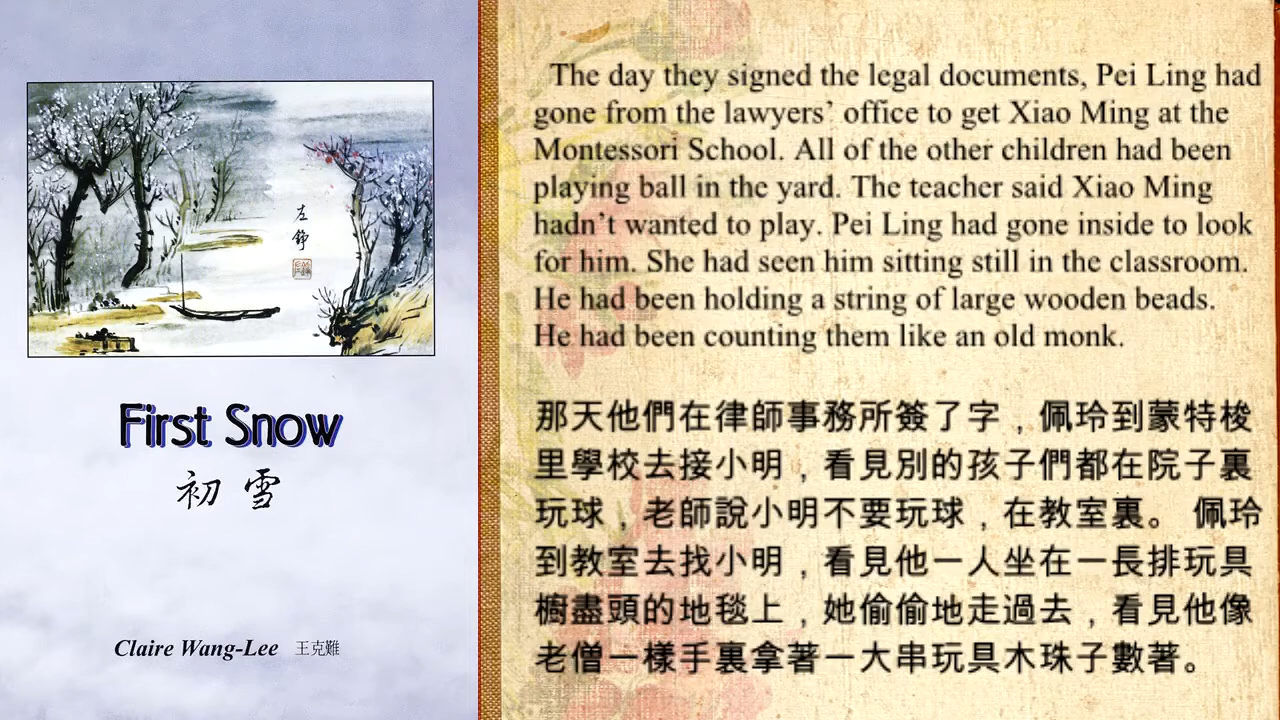 左錚
First Snow
初雪
Claire Wang-Lee 王克難
The day they signed the legal documents, Pei Ling had
gone from the lawyers’ office to get Xiao Ming at the
Montessori School. All of the other children had been
playing ball in the yard. The teacher said Xiao Ming
hadn’t wanted to play. Pei Ling had gone inside to look
for him. She had seen him sitting still in the classroom.
He had been holding a string of large wooden beads.
He had been counting them like an old monk.
那天他們在律師事務所簽了字，佩玲到蒙特梭
里學校去接小明，看見別的孩子們都在院子裏
玩球，老師說小明不要玩球，在教室裏。 佩玲
到教室去找小明，看見他一人坐在一長排玩具
櫥盡頭的地毯上，她偷偷地走過去，看見他像
老僧一樣手裏拿著一大串玩具木珠子數著。